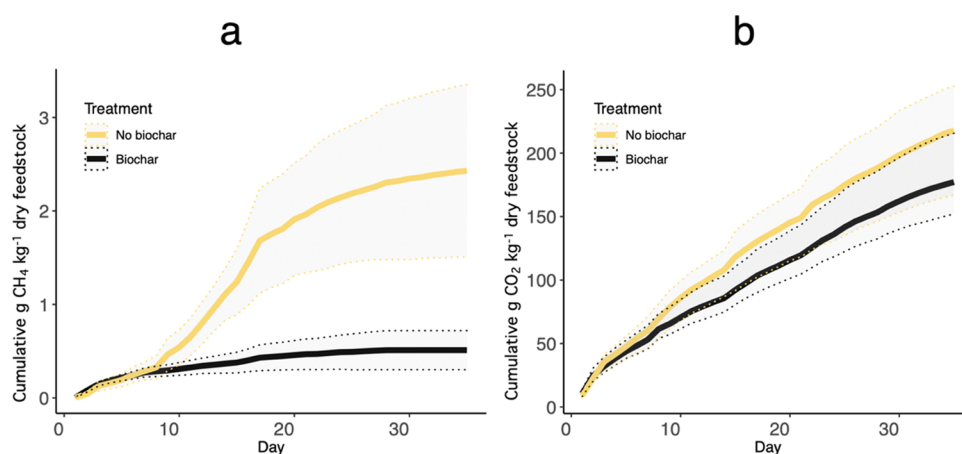 a
Cumulative g CH₄ kg⁻¹ dry feedstock
3
2
1
0
Treatment
No biochar
Biochar
0 10 20 30
Day
b
Cumulative g CO₂ kg⁻¹ dry feedstock
250
200
150
100
50
0
Treatment
No biochar
Biochar
0 10 20 30
Day